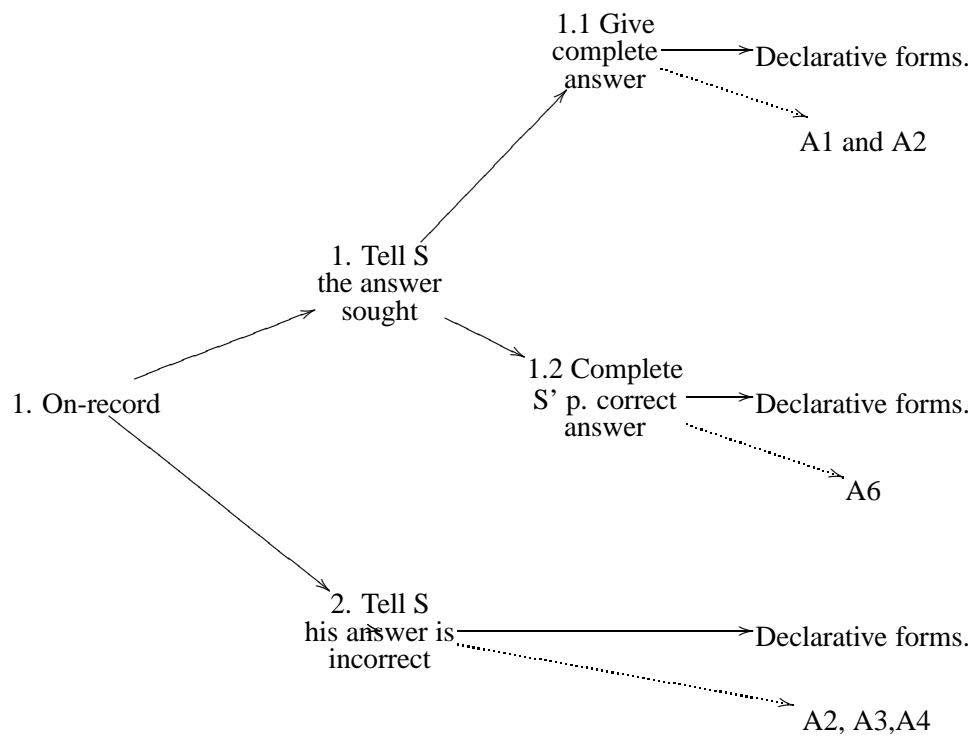 1.1 Give
complete
answer
Declarative forms.
A1 and A2
1. Tell S
the answer
sought
1.2 Complete
S' p. correct
answer
Declarative forms.
A6
1. On-record
2. Tell S
his answer is
incorrect
Declarative forms.
A2, A3,A4